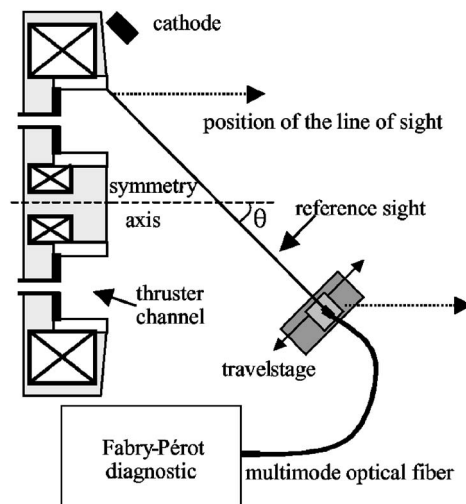 cathode
position of the line of sight
symmetry
axis
θ
reference sight
thruster
channel
travelstage
Fabry-Pérot
diagnostic
multimode optical fiber